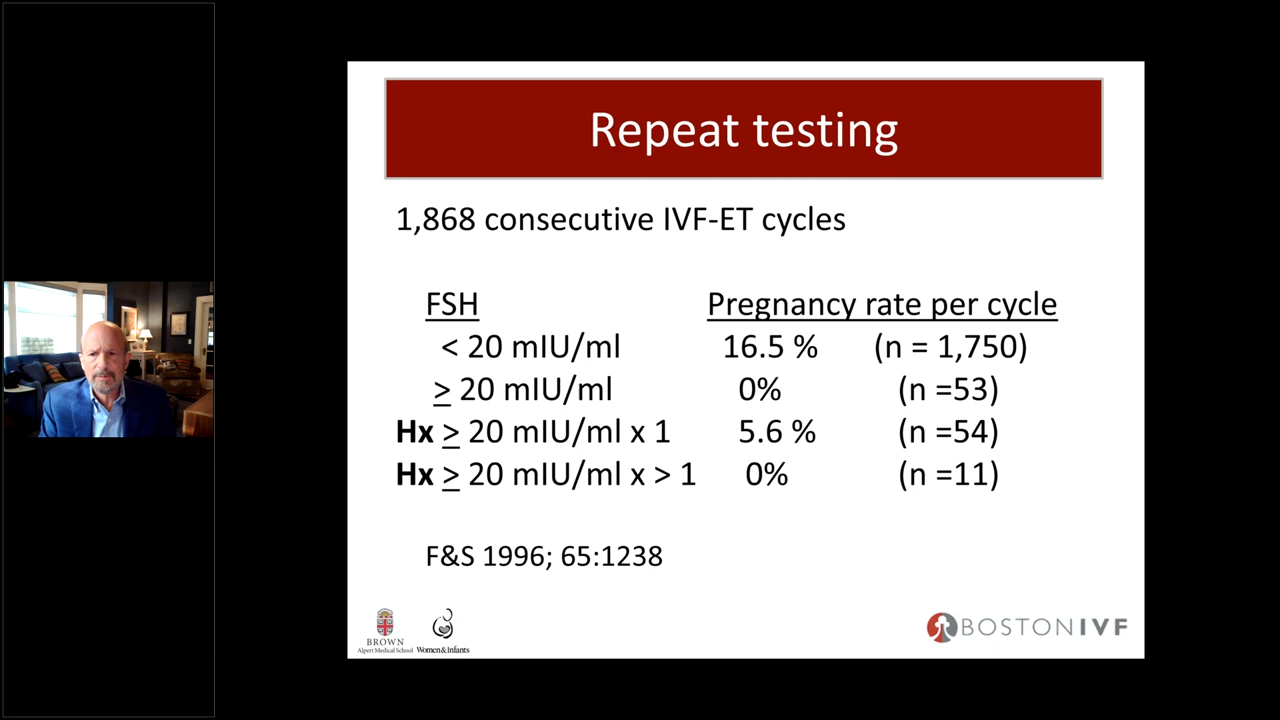 Repeat testing
1,868 consecutive IVF-ET cycles
FSH Pregnancy rate per cycle
< 20 mIU/ml 16.5 % (n = 1,750)
≥ 20 mIU/ml 0% (n =53)
Hx ≥ 20 mIU/ml x 1 5.6 % (n =54)
Hx ≥ 20 mIU/ml x > 1 0% (n =11)
F&S 1996; 65:1238
BROWN
Alpert Medical School
Women & Infants
BOSTONIVF